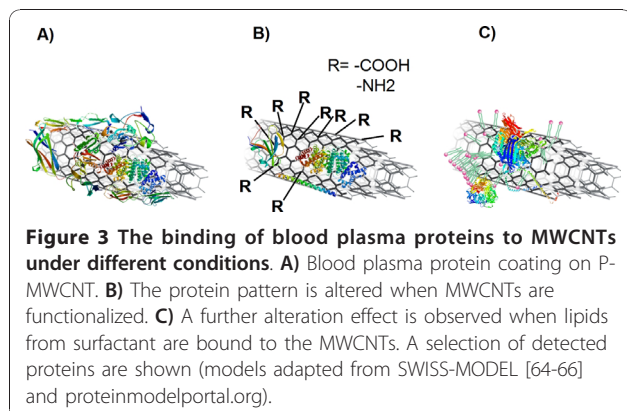 A)
B)
C)
R= -COOH
-NH2
R
R
R
R
R
R
R
R
R
R
Figure 3 The binding of blood plasma proteins to MWCNTs
under different conditions. A) Blood plasma protein coating on P-
MWCNT. B) The protein pattern is altered when MWCNTs are
functionalized. C) A further alteration effect is observed when lipids
from surfactant are bound to the MWCNTs. A selection of detected
proteins are shown (models adapted from SWISS-MODEL [64-66]
and proteinmodelportal.org).